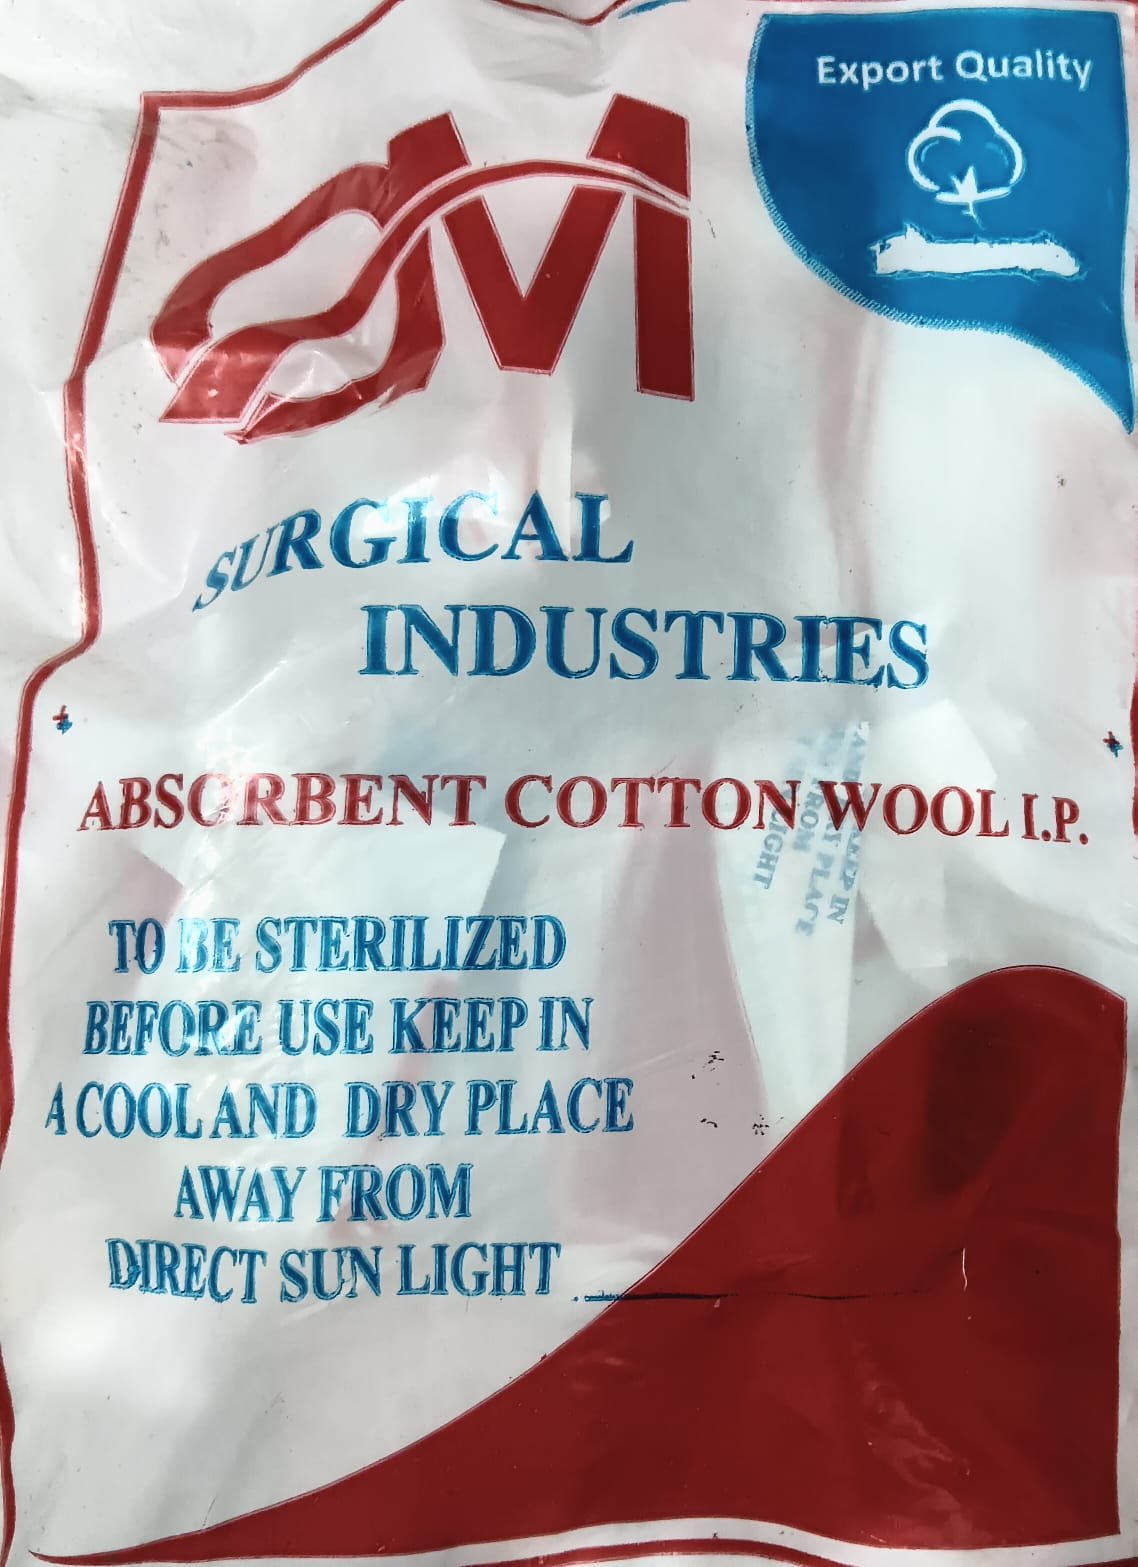 Export Quality
SURGICAL
INDUSTRIES
ABSORBENT COTTON WOOL I.P.
TO BE STERILIZED
BEFORE USE KEEP IN
A COOL AND DRY PLACE
AWAY FROM
DIRECT SUN LIGHT